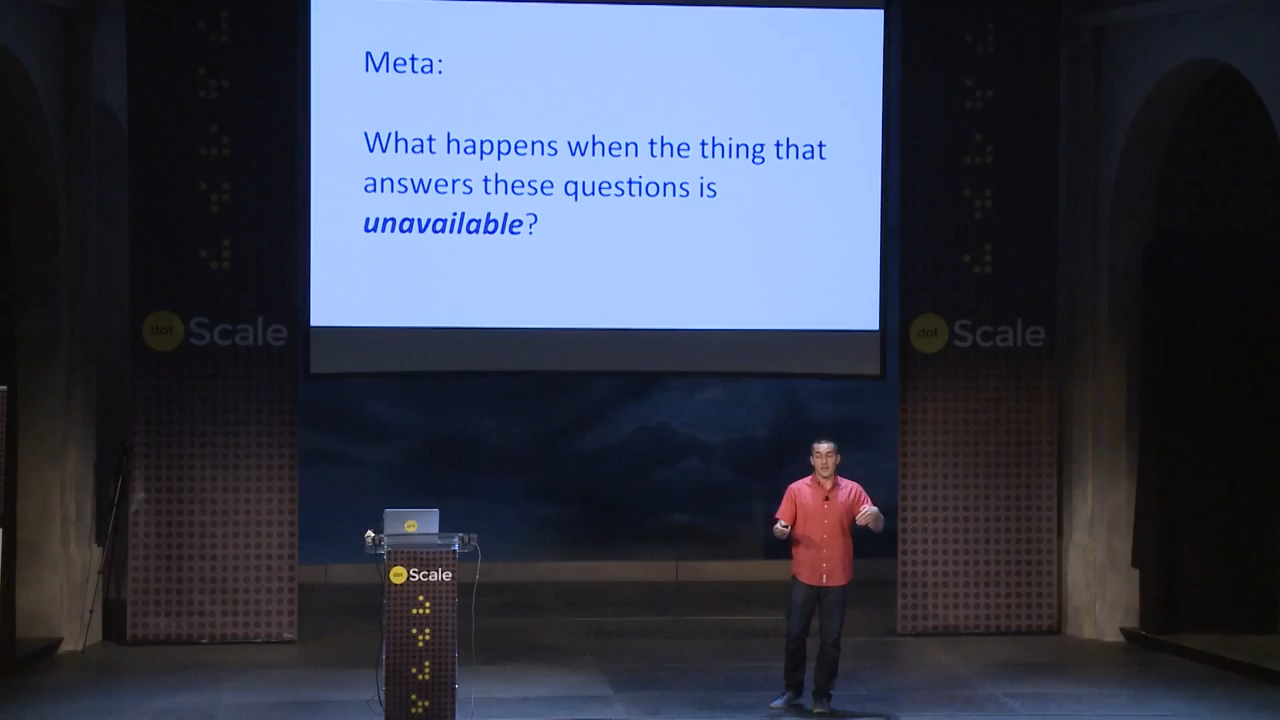 Meta:
What happens when the thing that
answers these questions is
unavailable?
dot Scale
dot Scale
dot Scale